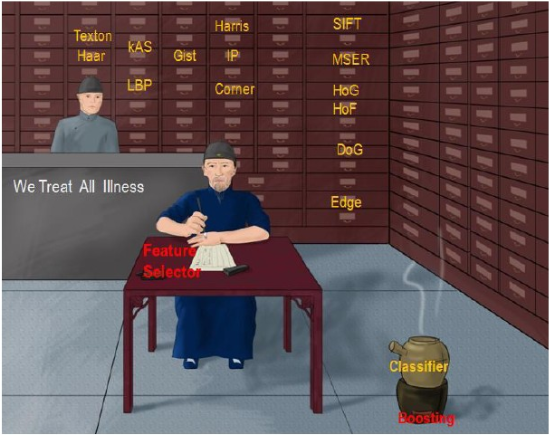 Harris
SIFT
Texton
Haar
kAS
Gist
IP
MSER
LBP
Corner
HoG
HoF
DoG
We Treat All Illness
Edge
Feature
Selector
Classifier
Boosting